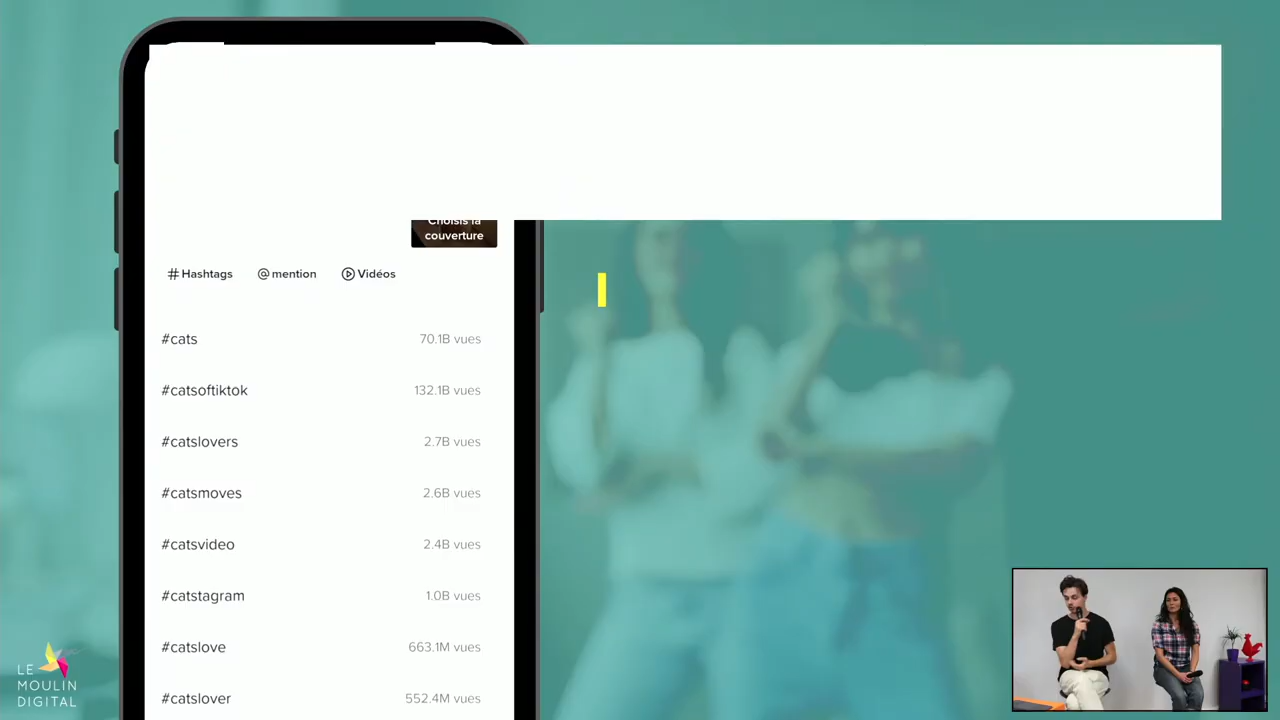 Choisis la
couverture
# Hashtags @ mention Vidéos
#cats 70.1B vues
#catsoftiktok 132.1B vues
#catslovers 2.7B vues
#catsmoves 2.6B vues
#catsvideo 2.4B vues
#catstagram 1.0B vues
#catslove 663.1M vues
#catslover 552.4M vues
LE
MOULIN
DIGITAL